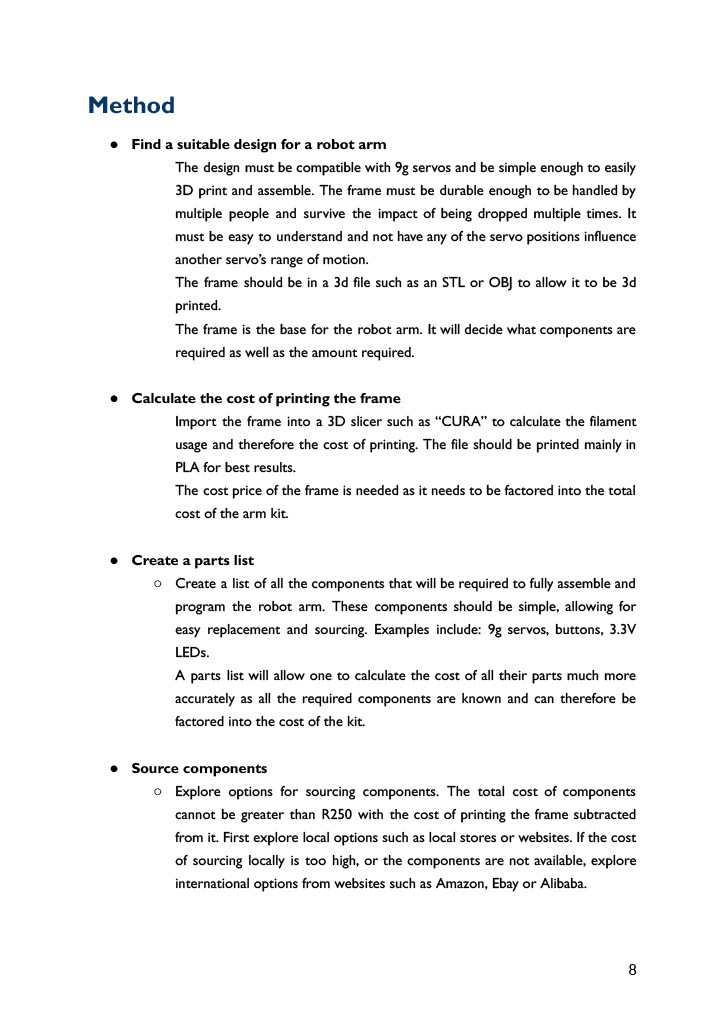 Method
● Find a suitable design for a robot arm
The design must be compatible with 9g servos and be simple enough to easily
3D print and assemble. The frame must be durable enough to be handled by
multiple people and survive the impact of being dropped multiple times. It
must be easy to understand and not have any of the servo positions influence
another servo’s range of motion.
The frame should be in a 3d file such as an STL or OBJ to allow it to be 3d
printed.
The frame is the base for the robot arm. It will decide what components are
required as well as the amount required.
● Calculate the cost of printing the frame
Import the frame into a 3D slicer such as “CURA” to calculate the filament
usage and therefore the cost of printing. The file should be printed mainly in
PLA for best results.
The cost price of the frame is needed as it needs to be factored into the total
cost of the arm kit.
● Create a parts list
○ Create a list of all the components that will be required to fully assemble and
program the robot arm. These components should be simple, allowing for
easy replacement and sourcing. Examples include: 9g servos, buttons, 3.3V
LEDs.
A parts list will allow one to calculate the cost of all their parts much more
accurately as all the required components are known and can therefore be
factored into the cost of the kit.
● Source components
○ Explore options for sourcing components. The total cost of components
cannot be greater than R250 with the cost of printing the frame subtracted
from it. First explore local options such as local stores or websites. If the cost
of sourcing locally is too high, or the components are not available, explore
international options from websites such as Amazon, Ebay or Alibaba.
8